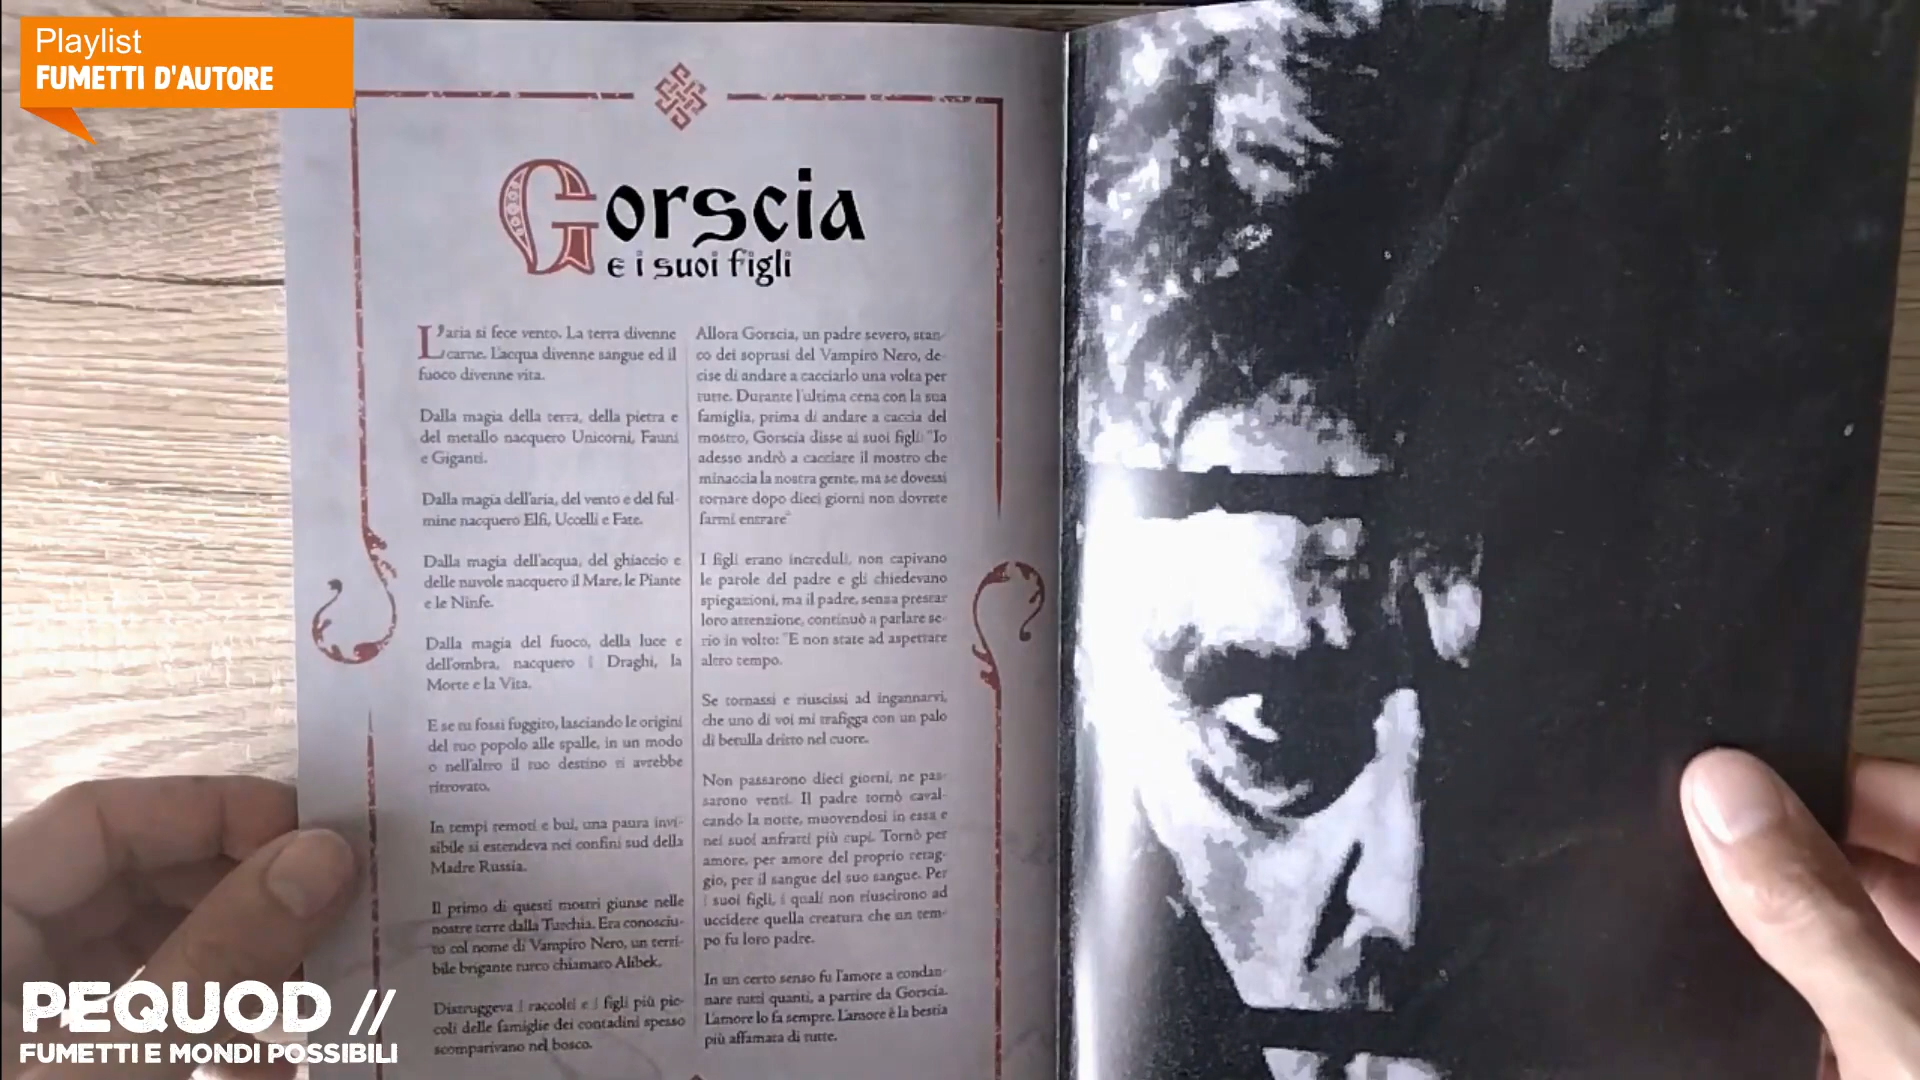 Playlist
FUMETTI D'AUTORE
Gorscia
e i suoi figli
L'aria si fece vento. La terra divenne
carne. L'acqua divenne sangue ed il
fuoco divenne vita.
Dalla magia della terra, della pietra e
del metallo nacquero Unicorni, Fauni
e Giganti.
Dalla magia dell'aria, del vento e del ful-
mine nacquero Elfi, Uccelli e Fate.
Dalla magia dell'acqua, del ghiaccio e
delle nuvole nacquero il Mare, le Piante
e le Ninfe.
Dalla magia del fuoco, della luce e
dell'ombra, nacquero i Draghi, la
Morte e la Vita.
E se tu fossi fuggito, lasciando le origini
del tuo popolo alle spalle, in un modo
o nell'altro il tuo destino ti avrebbe
ritrovato.
In tempi remoti e bui, una paura invi-
sibile si estendeva nei confini sud della
Madre Russia.
Il primo di questi mostri giunse nelle
nostre terre dalla Turchia. Era conosciu-
to col nome di Vampiro Nero, un terri-
bile brigante turco chiamato Alibek.
Distruggeva i raccolti e i figli più pic-
coli delle famiglie dei contadini spesso
scomparivano nel bosco.
Allora Gorscia, un padre severo, stan-
co dei soprusi del Vampiro Nero, de-
cise di andare a cacciarlo una volta per
tutte. Durante l'ultima cena con la sua
famiglia, prima di andare a caccia del
mostro, Gorscia disse ai suoi figli: "Io
adesso andrò a cacciare il mostro che
minaccia la nostra gente, ma se dovessi
tornare dopo dieci giorni non dovrete
farmi entrare"
I figli erano increduli, non capivano
le parole del padre e gli chiedevano
spiegazioni, ma il padre, senza prestar
loro attenzione, continuò a parlare se-
rio in volto: "E non state ad aspettare
altro tempo.
Se tornassi e riuscissi ad ingannarvi,
che uno di voi mi trafigga con un palo
di betulla dritto nel cuore.
Non passarono dieci giorni, ne pas-
sarono venti. Il padre tornò caval-
cando la notte, muovendosi in essa e
nei suoi anfratti più cupi. Tornò per
amore, per amore del proprio retag-
gio, per il sangue del suo sangue. Per
i suoi figli, i quali non riuscirono ad
uccidere quella creatura che un tem-
po fu loro padre.
In un certo senso fu l'amore a condan-
nare tutti quanti, a partire da Gorscia.
L'amore lo fa sempre. L'amore è la bestia
più affamata di tutte.
PEQUOD //
FUMETTI E MONDI POSSIBILI